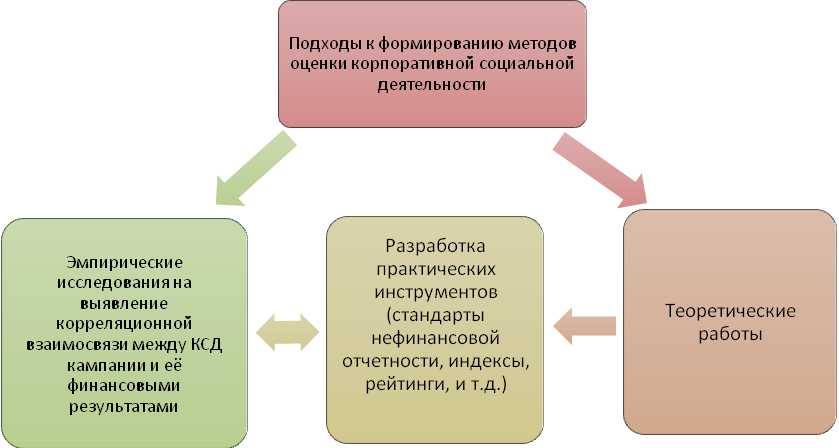 Подходы к формированию методов
оценки корпоративной социальной
деятельности
Эмпирические
исследования на
выявление
корреляционной
взаимосвязи между КСД
кампании и её
финансовыми
результатами
Разработка
практических
инструментов
(стандарты
нефинансовой
отчетности, индексы,
рейтинги, и т.д.)
Теоретические
работы